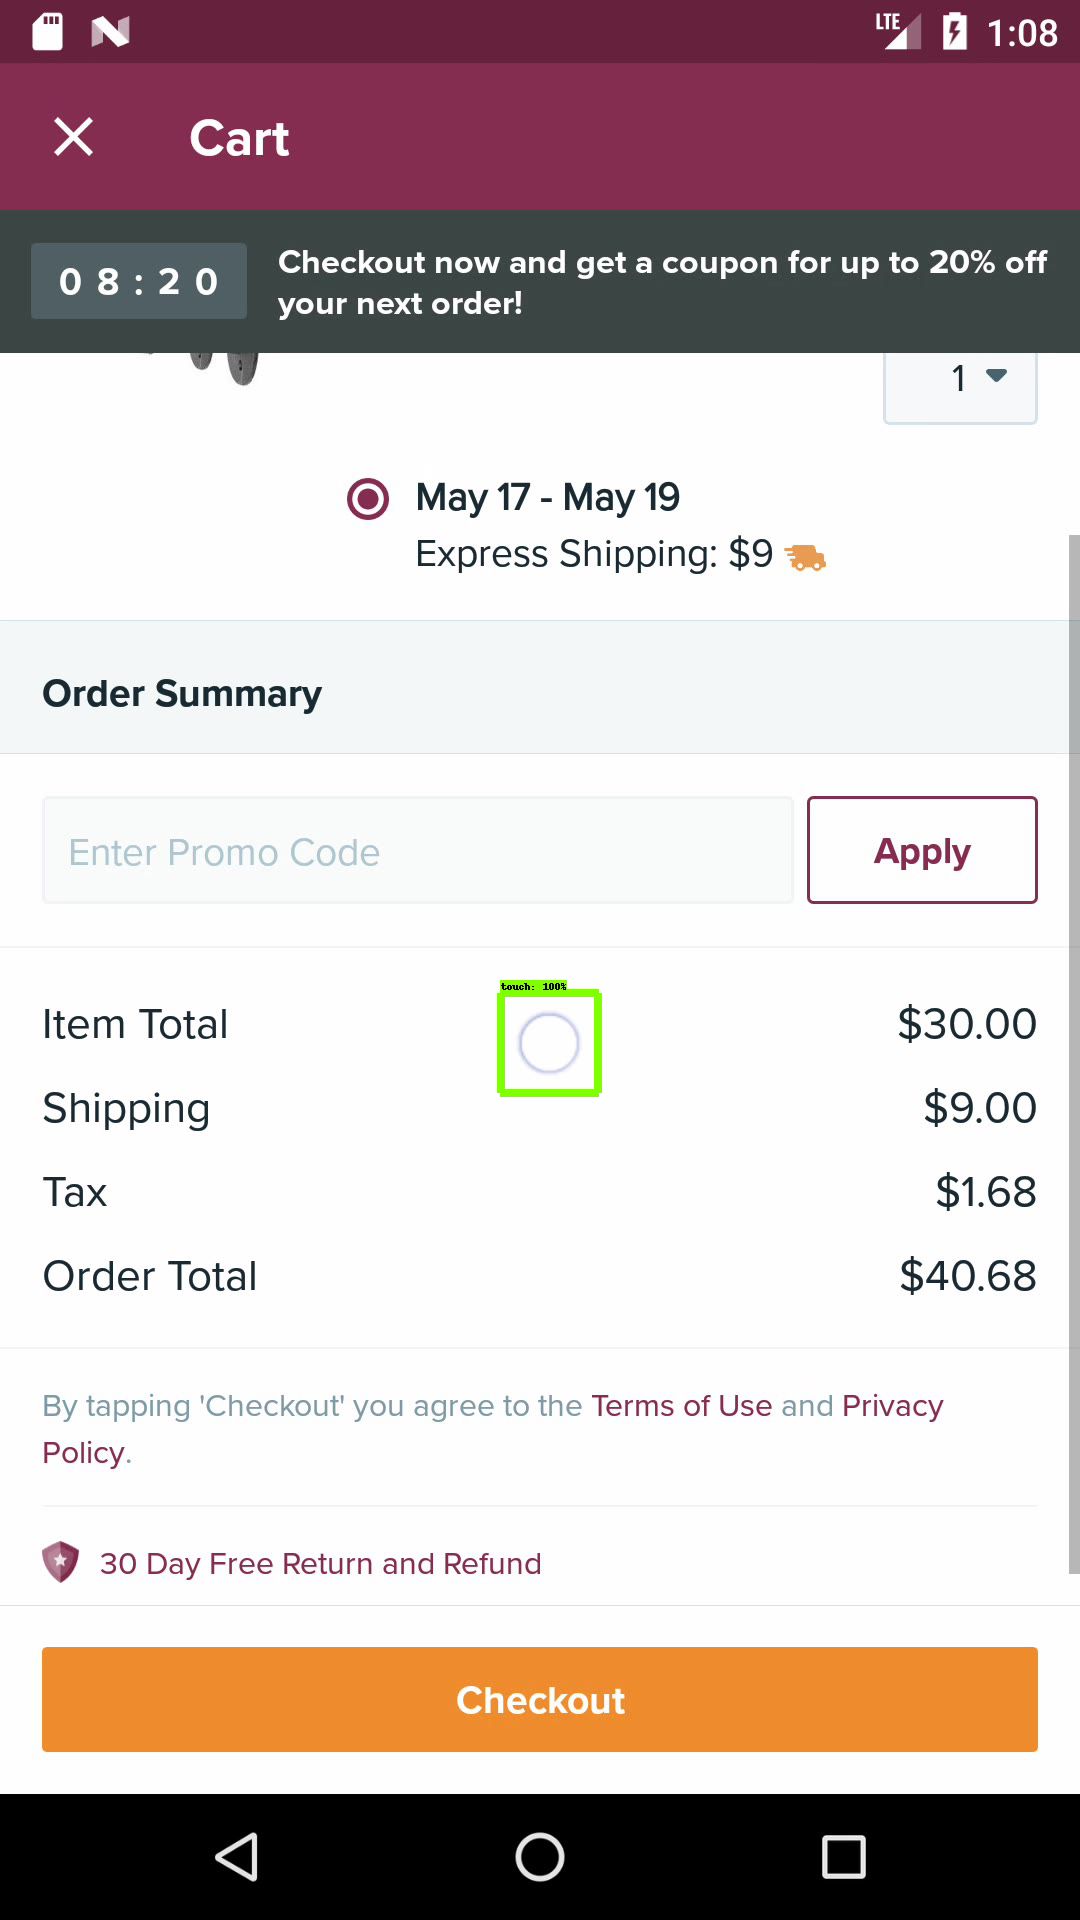 LTE 1:08
Cart
08:20
Checkout now and get a coupon for up to 20% off
your next order!
1
May 17 - May 19
Express Shipping: $9
Order Summary
Enter Promo Code
Apply
touch: 100%
Item Total $30.00
Shipping $9.00
Tax $1.68
Order Total $40.68
By tapping 'Checkout' you agree to the Terms of Use and Privacy
Policy.
30 Day Free Return and Refund
Checkout